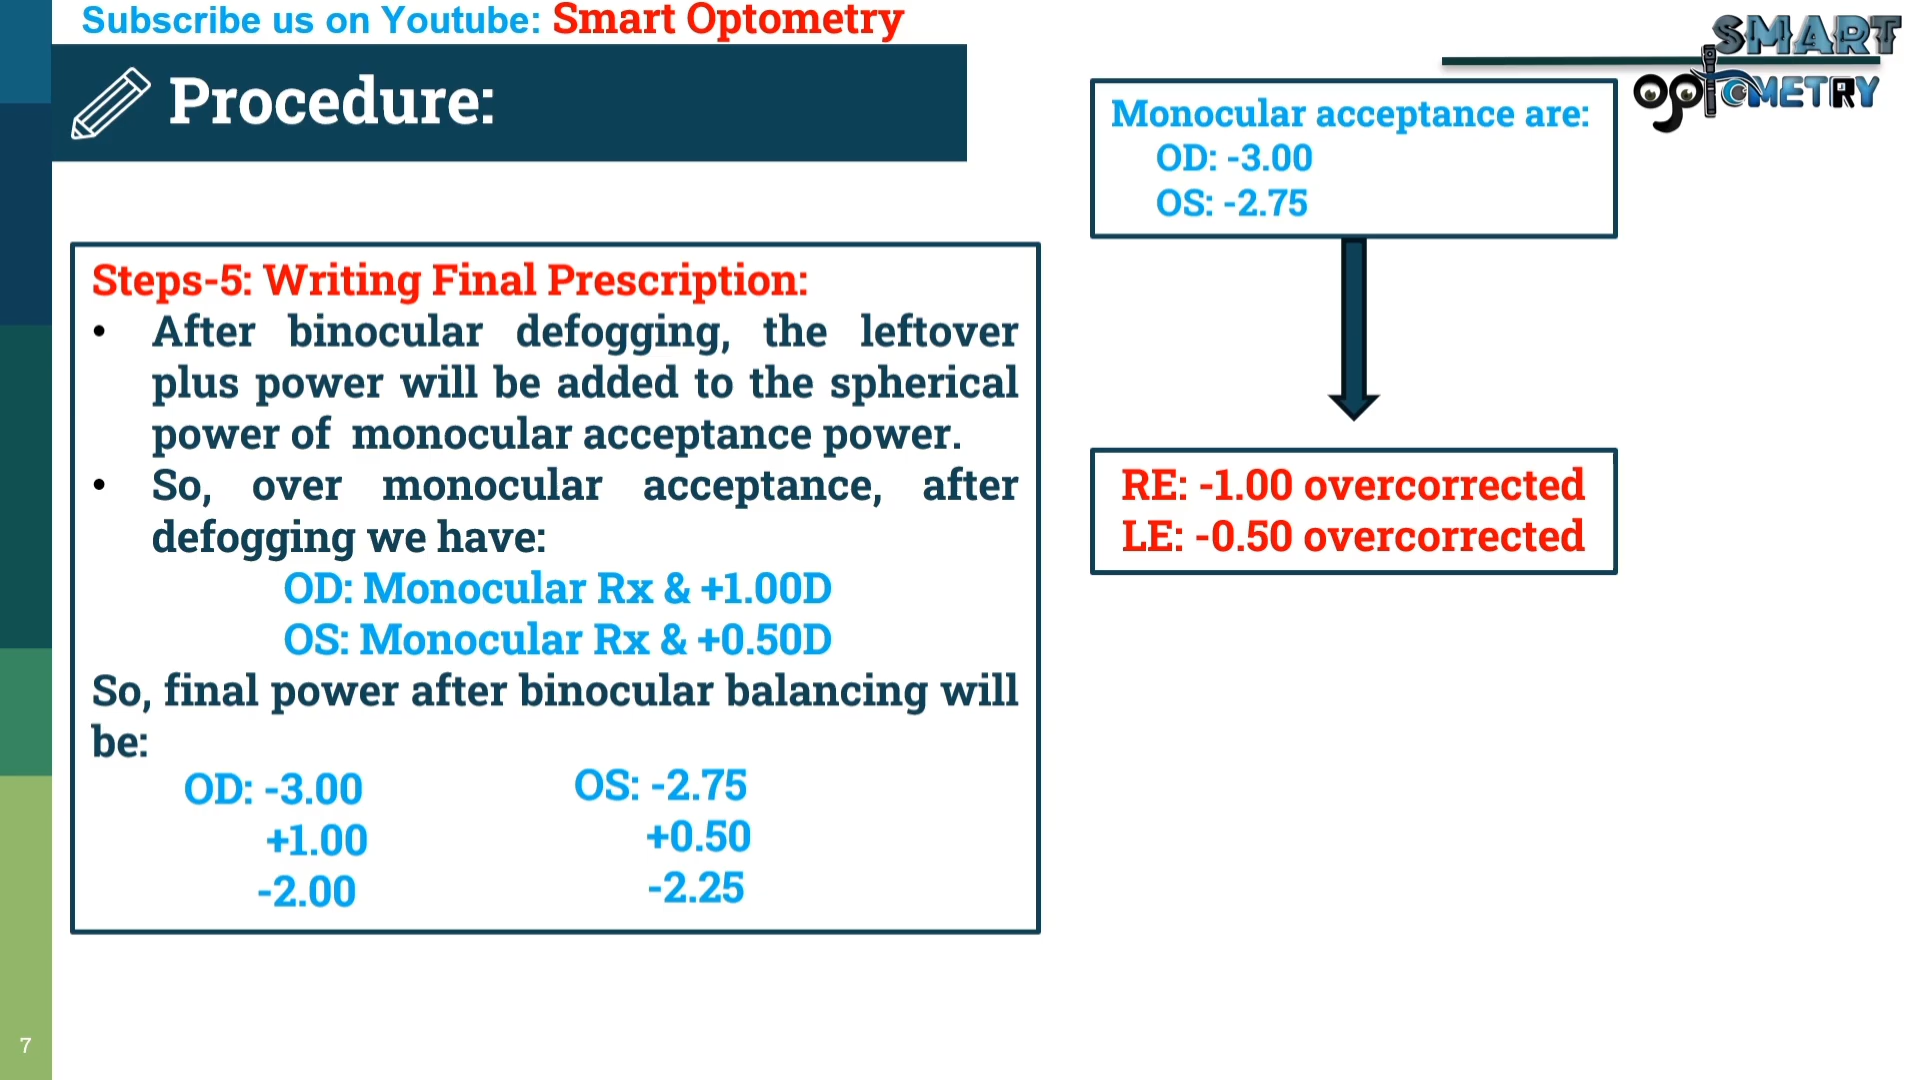 Subscribe us on Youtube: Smart Optometry
SMART
OptOMETRY
Procedure:
Monocular acceptance are:
OD: -3.00
OS: -2.75
Steps-5: Writing Final Prescription:
• After binocular defogging, the leftover
plus power will be added to the spherical
power of monocular acceptance power.
• So, over monocular acceptance, after
defogging we have:
OD: Monocular Rx & +1.00D
OS: Monocular Rx & +0.50D
So, final power after binocular balancing will
be:
OD: -3.00
+1.00
-2.00
OS: -2.75
+0.50
-2.25
RE: -1.00 overcorrected
LE: -0.50 overcorrected
7